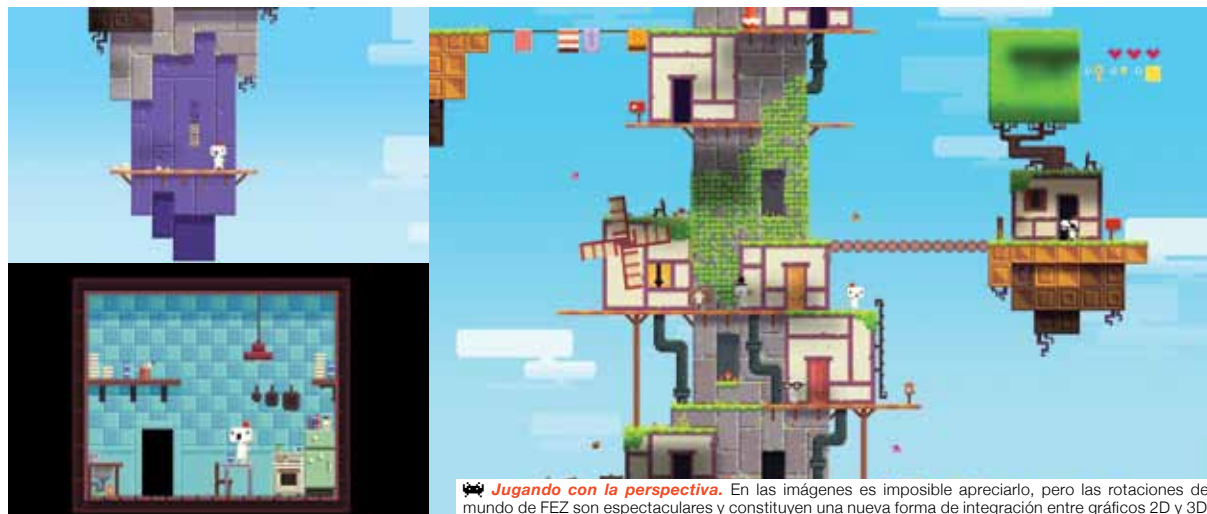 Jugando con la perspectiva. En las imágenes es imposible apreciarlo, pero las rotaciones de
mundo de FEZ son espectaculares y constituyen una nueva forma de integración entre gráficos 2D y 3D